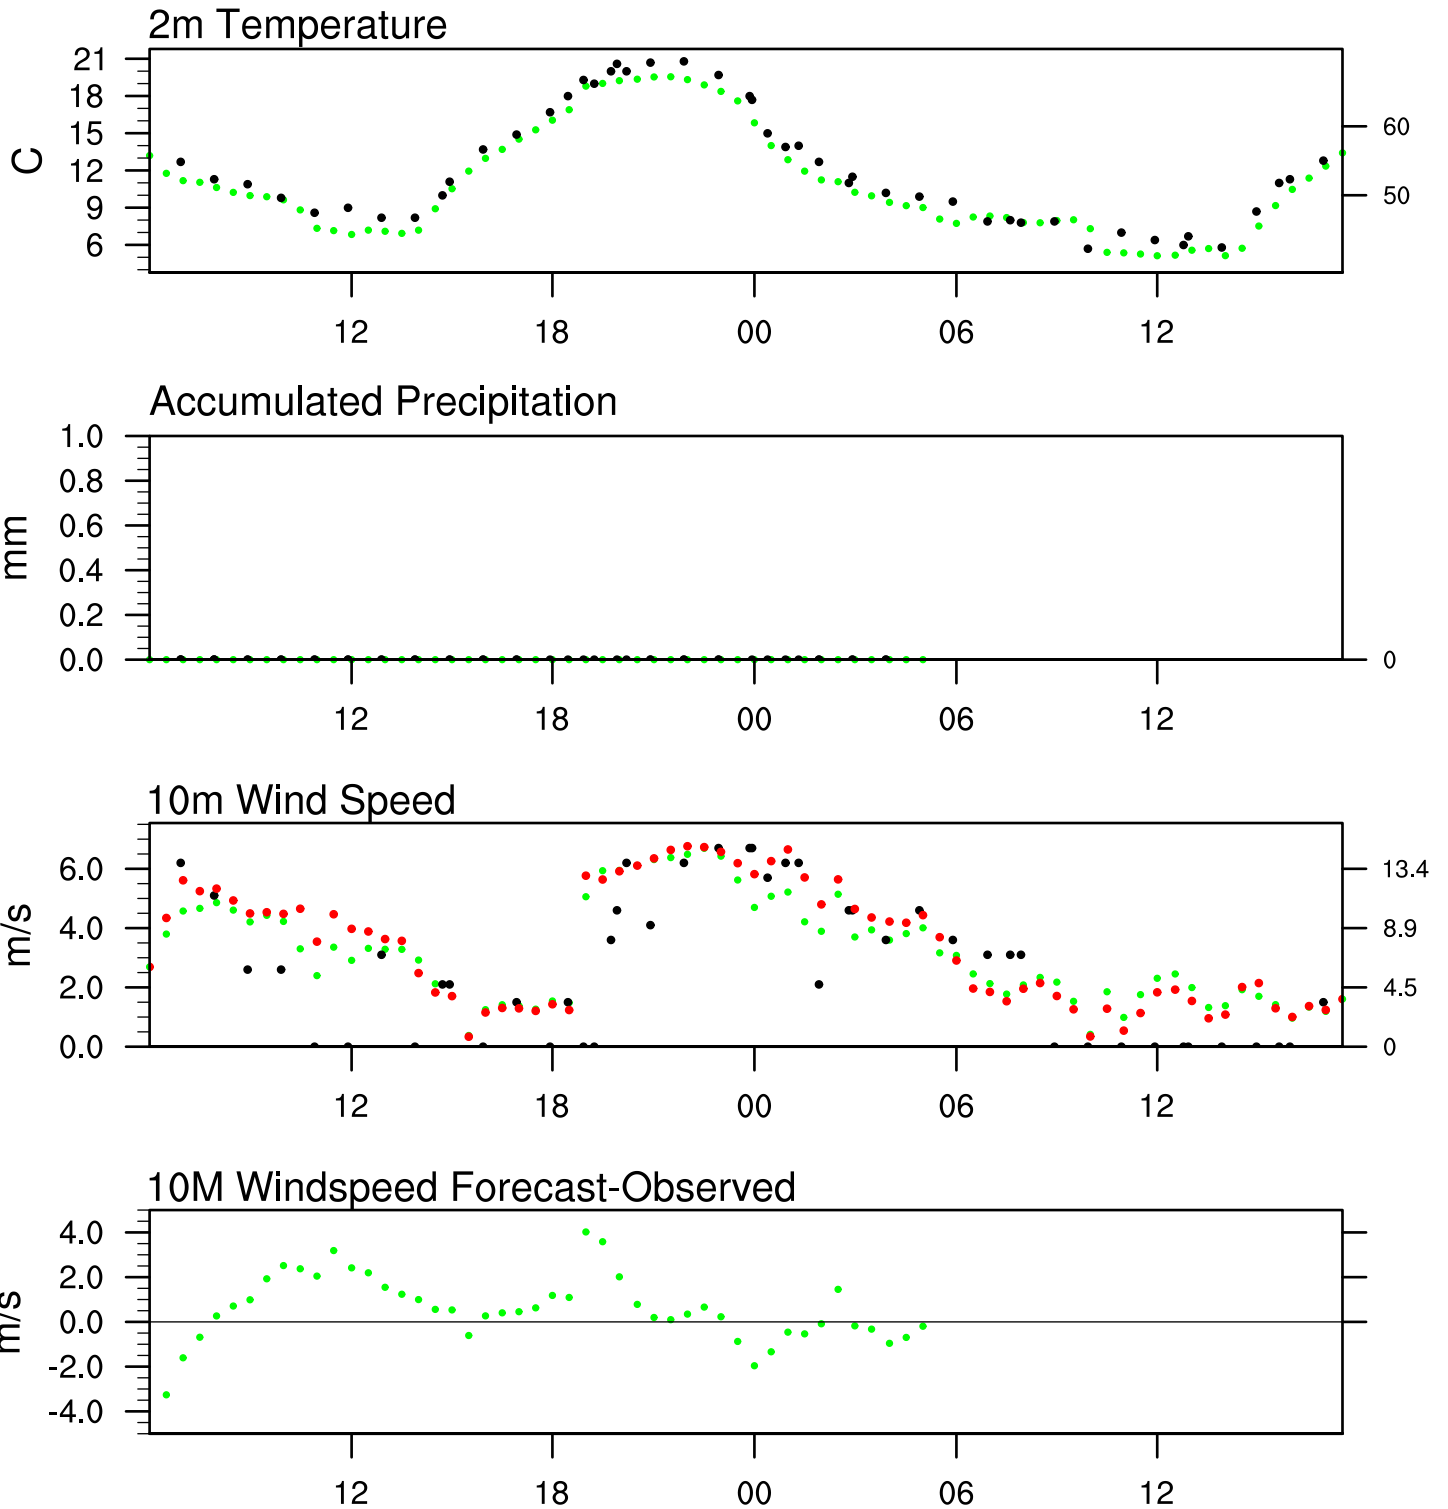 2m Temperature
21
18
15
12
9
6
C
60
50
12 18 00 06 12
Accumulated Precipitation
1.0
0.8
0.6
0.4
0.2
0.0
mm
0
12 18 00 06 12
10m Wind Speed
6.0
4.0
2.0
0.0
m/s
13.4
8.9
4.5
0
12 18 00 06 12
10M Windspeed Forecast-Observed
4.0
2.0
0.0
-2.0
-4.0
m/s
12 18 00 06 12